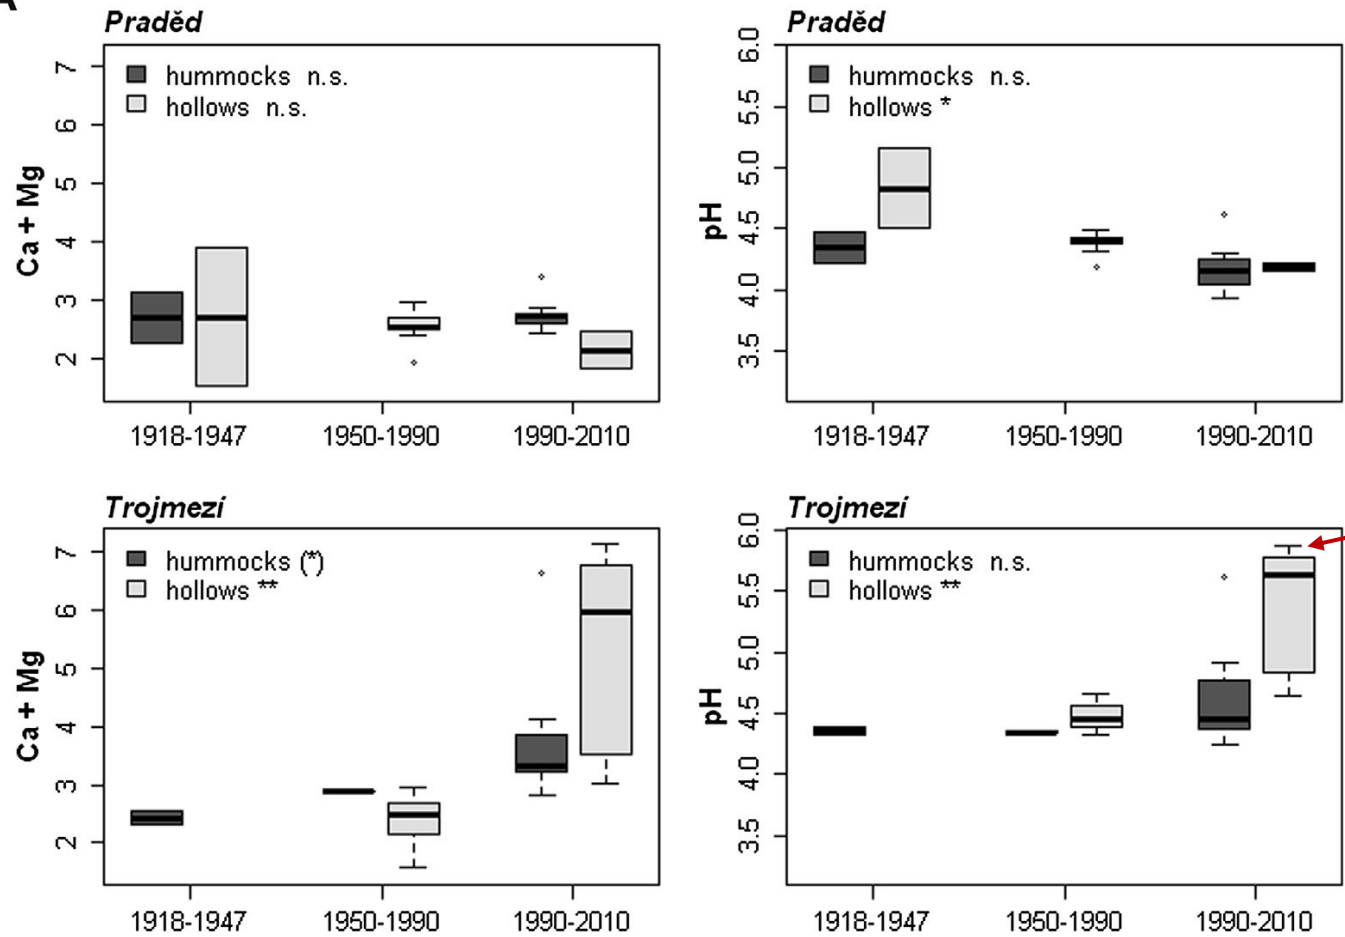 A
Praděd
hummocks n.s.
hollows n.s.
Ca + Mg
7
6
5
4
3
2
1918-1947
1950-1990
1990-2010
Praděd
hummocks n.s.
hollows *
pH
6.0
5.5
5.0
4.5
4.0
3.5
1918-1947
1950-1990
1990-2010
Trojmezí
hummocks (*)
hollows **
Ca + Mg
7
6
5
4
3
2
1918-1947
1950-1990
1990-2010
Trojmezí
hummocks n.s.
hollows **
pH
6.0
5.5
5.0
4.5
4.0
3.5
1918-1947
1950-1990
1990-2010